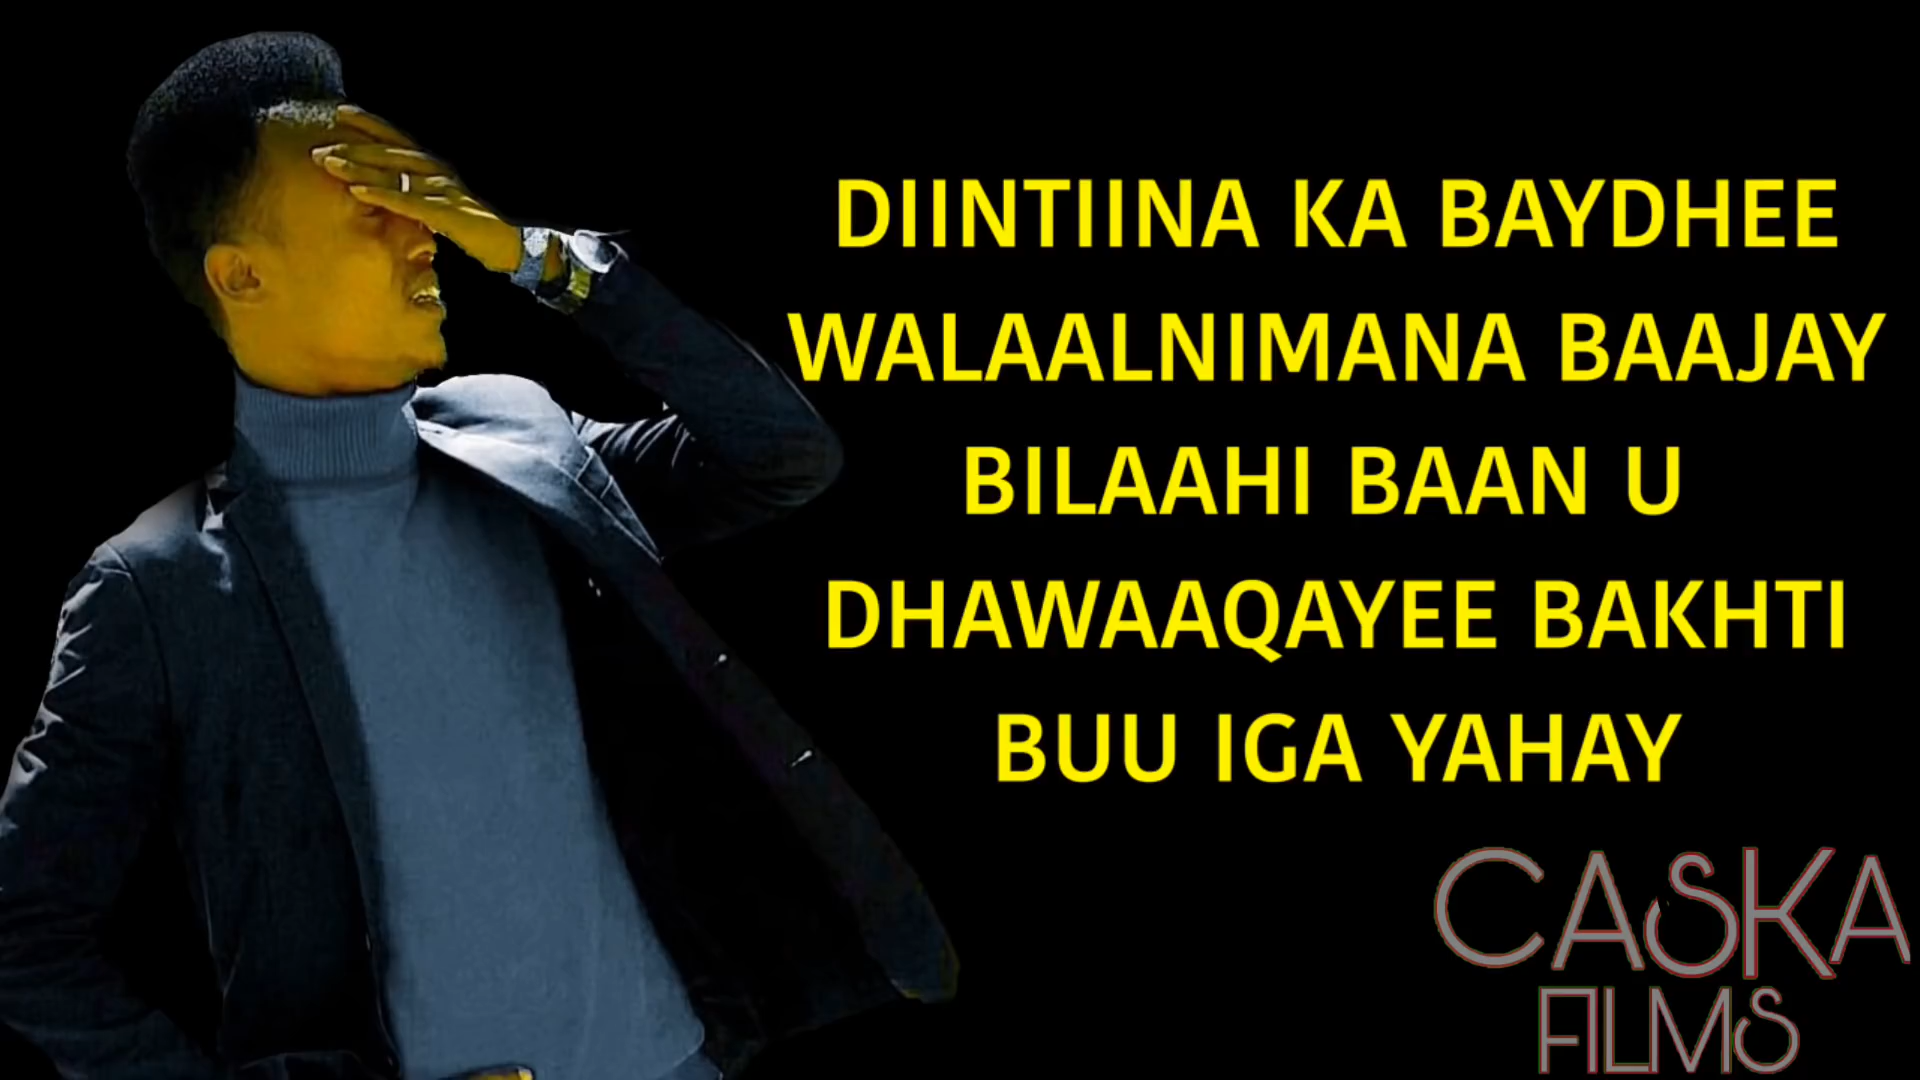 DIINTIINA KA BAYDHEE
WALAALNIMANA BAAJAY
BILAAHI BAAN U
DHAWAAQAYEE BAKHTI
BUU IGA YAHAY
CASKA
FILMS